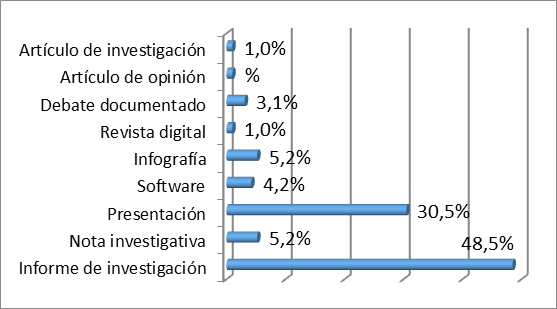 Artículo de investigación 1,0%
Artículo de opinión %
Debate documentado 3,1%
Revista digital 1,0%
Infografía 5,2%
Software 4,2%
Presentación 30,5%
Nota investigativa 5,2%
Informe de investigación 48,5%